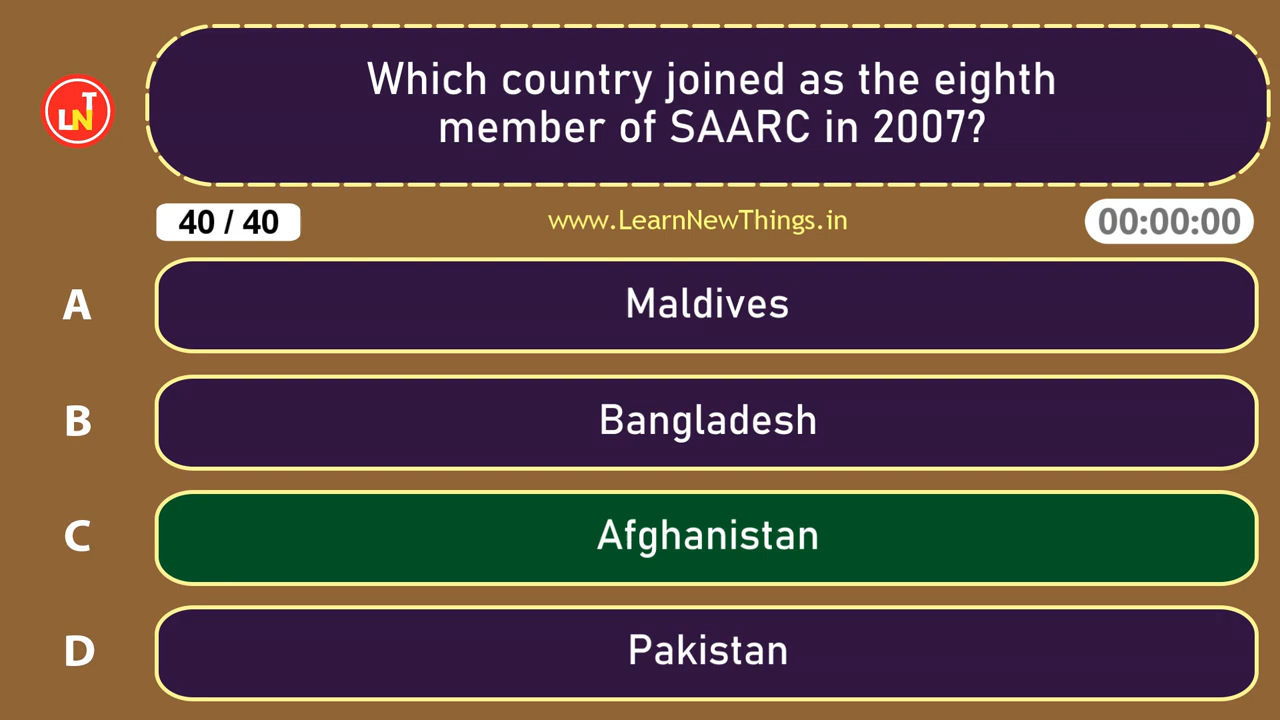 Which country joined as the eighth
member of SAARC in 2007?
LNT
40 / 40
www.LearnNewThings.in
00:00:00
A
Maldives
B
Bangladesh
C
Afghanistan
D
Pakistan